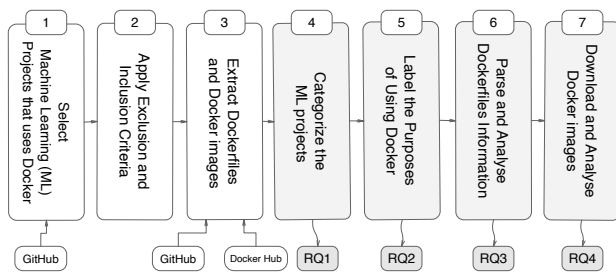 1
Select
Machine Learning (ML)
Projects that uses Docker
2
Apply Exclusion and
Inclusion Criteria
3
Extract Dockerfiles
and Docker images
4
Categorize the
ML projects
5
Label the Purposes
of Using Docker
6
Parse and Analyse
Dockerfiles Information
7
Download and Analyse
Docker images
GitHub
GitHub
Docker Hub
RQ1
RQ2
RQ3
RQ4